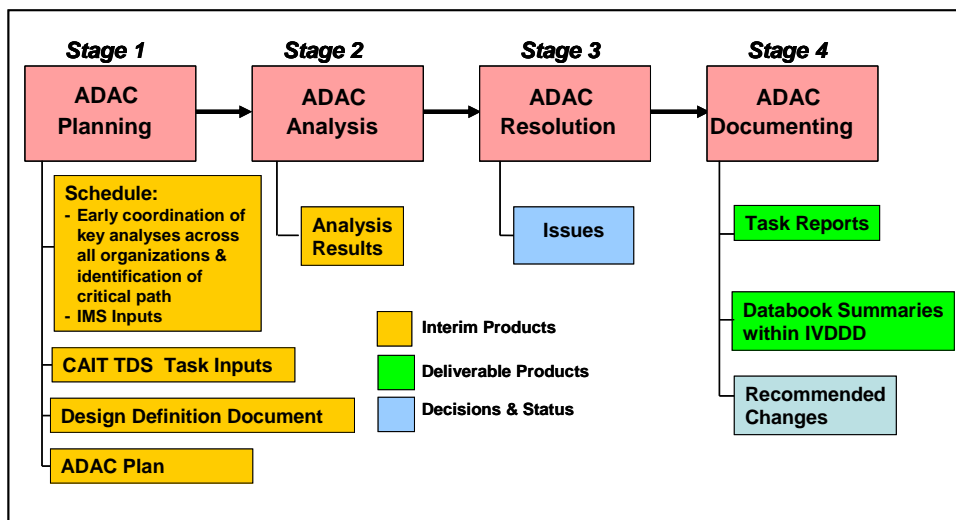 Stage 1
Stage 2
Stage 3
Stage 4
ADAC
Planning
ADAC
Analysis
ADAC
Resolution
ADAC
Documenting
Schedule:
- Early coordination of
key analyses across
all organizations &
identification of
critical path
- IMS Inputs
CAIT TDS Task Inputs
Design Definition Document
ADAC Plan
Analysis
Results
Issues
Task Reports
Databook Summaries
within IVDDD
Recommended
Changes
Interim Products
Deliverable Products
Decisions & Status